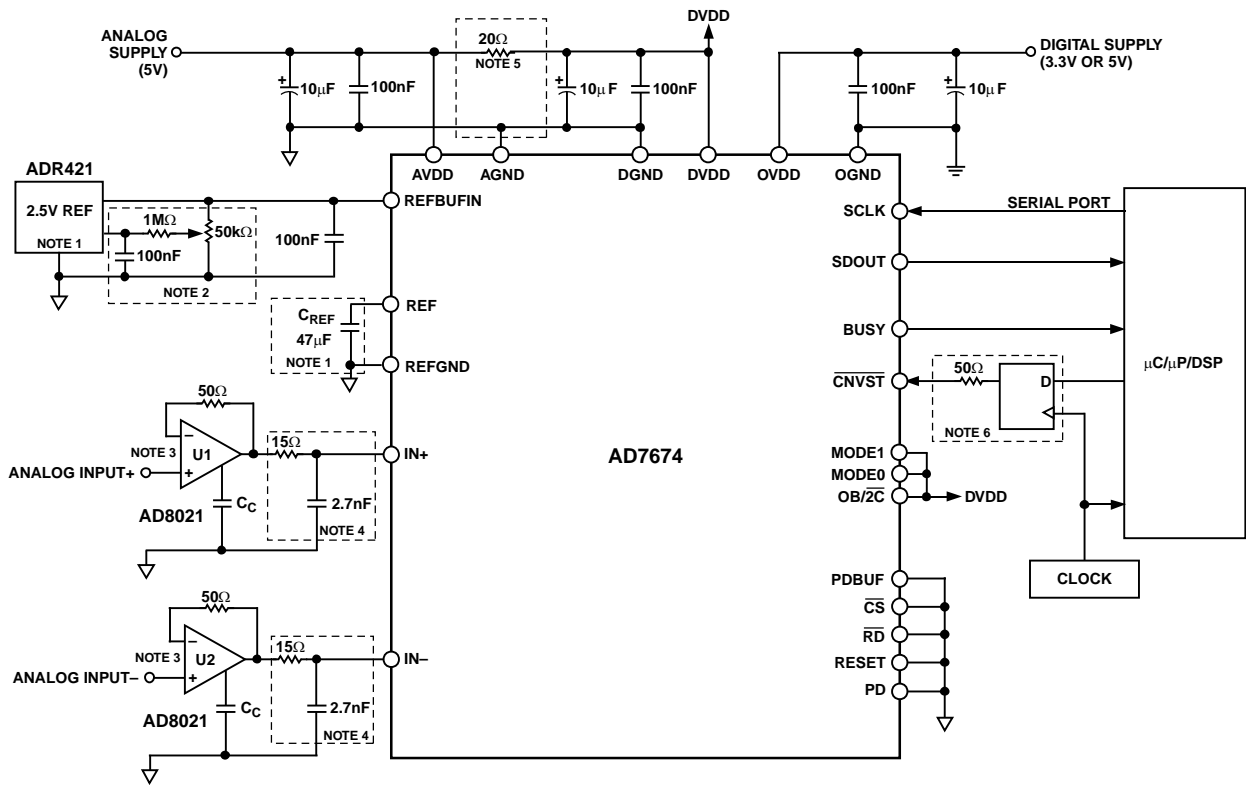 ANALOG
SUPPLY
(5V)
20Ω
NOTE 5
DVDD
DIGITAL SUPPLY
(3.3V OR 5V)
+
10μF
100nF
+
10μF
100nF
100nF
+
10μF
AVDD
AGND
DGND
DVDD
OVDD
OGND
ADR421
2.5V REF
NOTE 1
1MΩ
50kΩ
100nF
NOTE 2
100nF
REFBUFIN
CREF
47μF
NOTE 1
REF
REFGND
50Ω
−
U1
+
NOTE 3
ANALOG INPUT+
AD8021
CC
15Ω
2.7nF
NOTE 4
IN+
50Ω
−
U2
+
NOTE 3
ANALOG INPUT−
AD8021
CC
15Ω
2.7nF
NOTE 4
IN−
AD7674
SCLK
SERIAL PORT
SDOUT
BUSY
CNVST
50Ω
D
NOTE 6
μC/μP/DSP
MODE1
MODE0
OB/2C
DVDD
CLOCK
PDBUF
CS
RD
RESET
PD